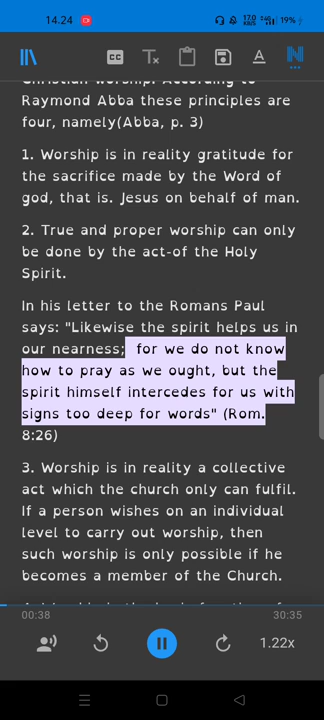 14.24
17.0
KB/S
19%
CC
Christian worship. According to
Raymond Abba these principles are
four, namely(Abba, p. 3)
1. Worship is in reality gratitude for
the sacrifice made by the Word of
god, that is. Jesus on behalf of man.
2. True and proper worship can only
be done by the act-of the Holy
Spirit.
In his letter to the Romans Paul
says: "Likewise the spirit helps us in
our nearness; for we do not know
how to pray as we ought, but the
spirit himself intercedes for us with
signs too deep for words" (Rom.
8:26)
3. Worship is in reality a collective
act which the church only can fulfil.
If a person wishes on an individual
level to carry out worship, then
such worship is only possible if he
becomes a member of the Church.
00:38
30:35
1.22x